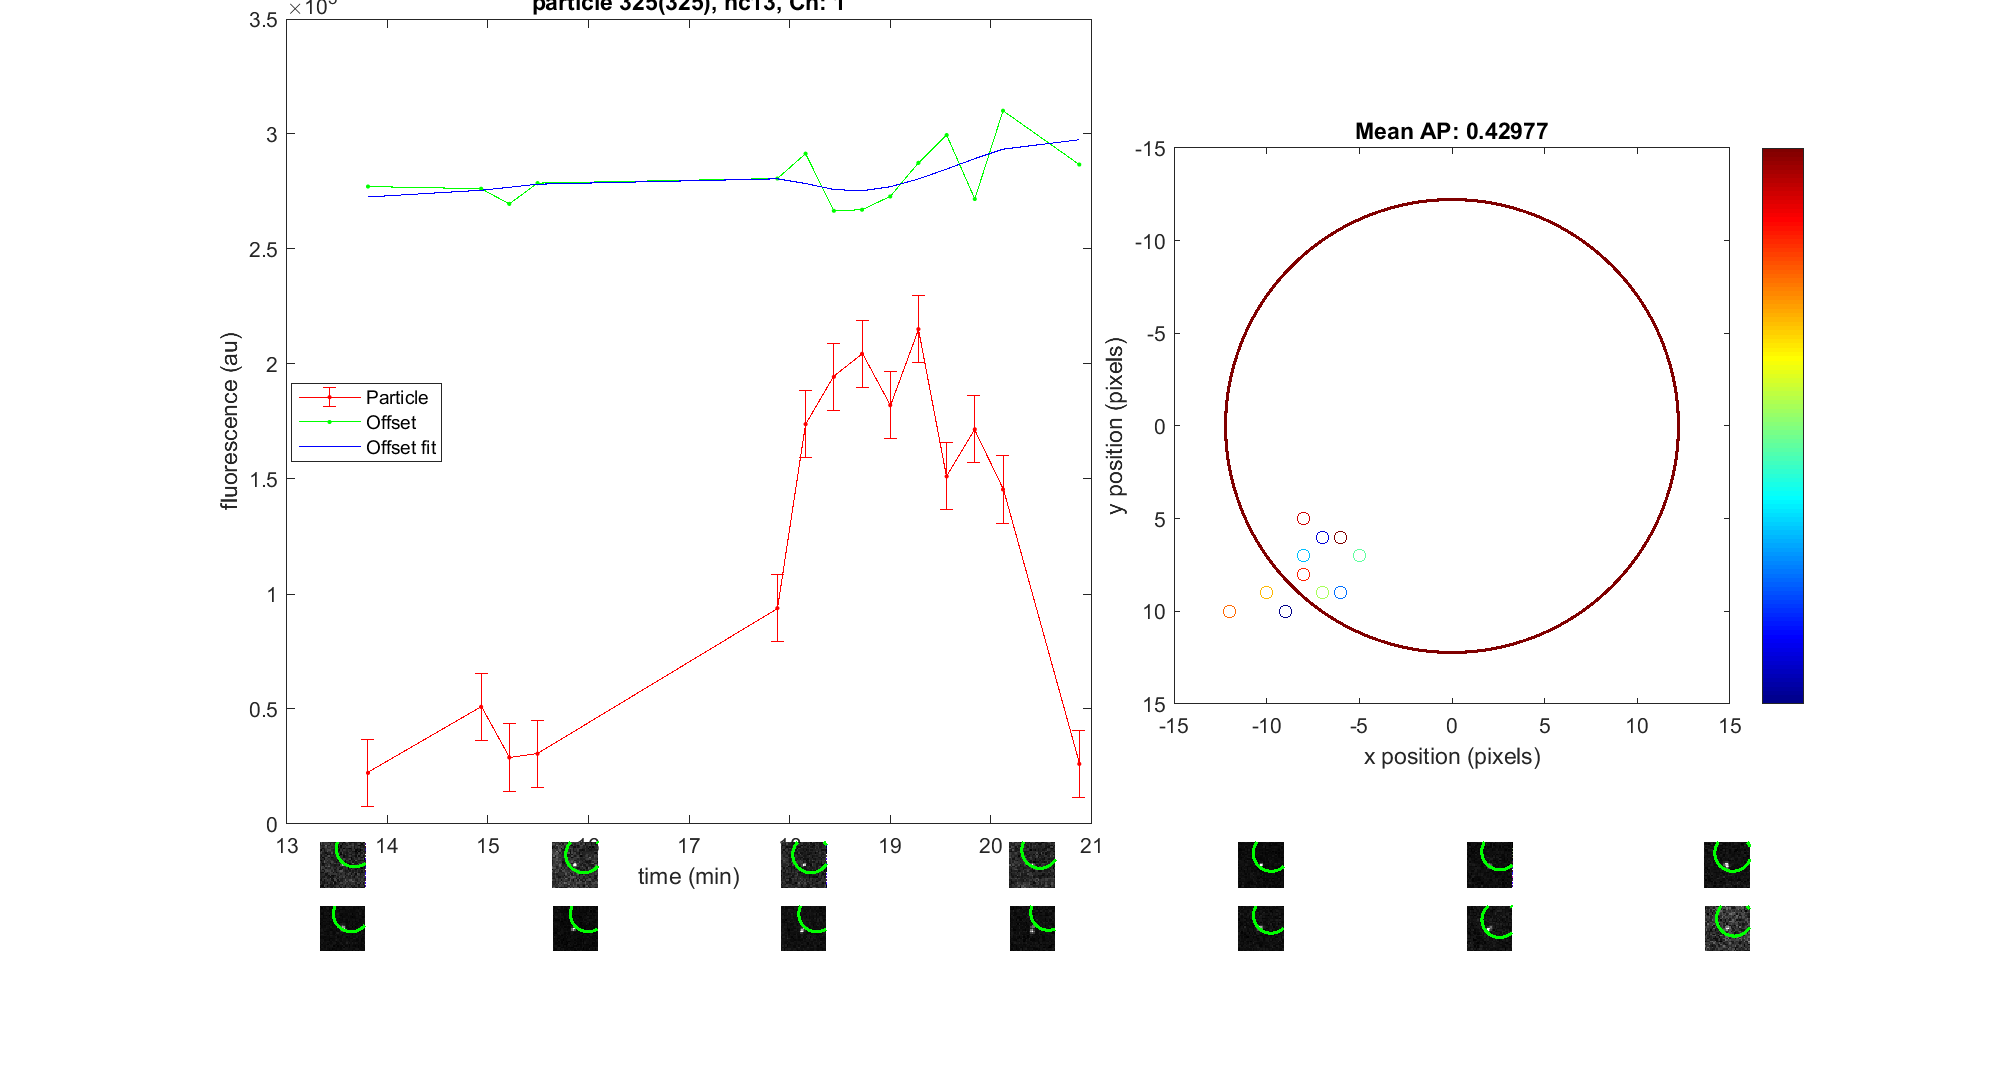 particle 325(325), nc13, Ch: 1
3.5
3
2.5
2
1.5
1
0.5
0
fluorescence (au)
Particle
Offset
Offset fit
13 14 15 17 19 20 21
time (min)
Mean AP: 0.42977
-15
-10
-5
0
5
10
15
y position (pixels)
-15 -10 -5 0 5 10 15
x position (pixels)